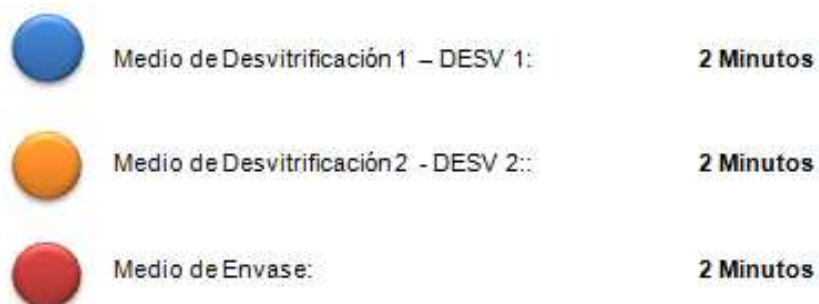 Medio de Desvitrificación 1 – DESV 1: 2 Minutos
Medio de Desvitrificación 2 - DESV 2:: 2 Minutos
Medio de Envase: 2 Minutos